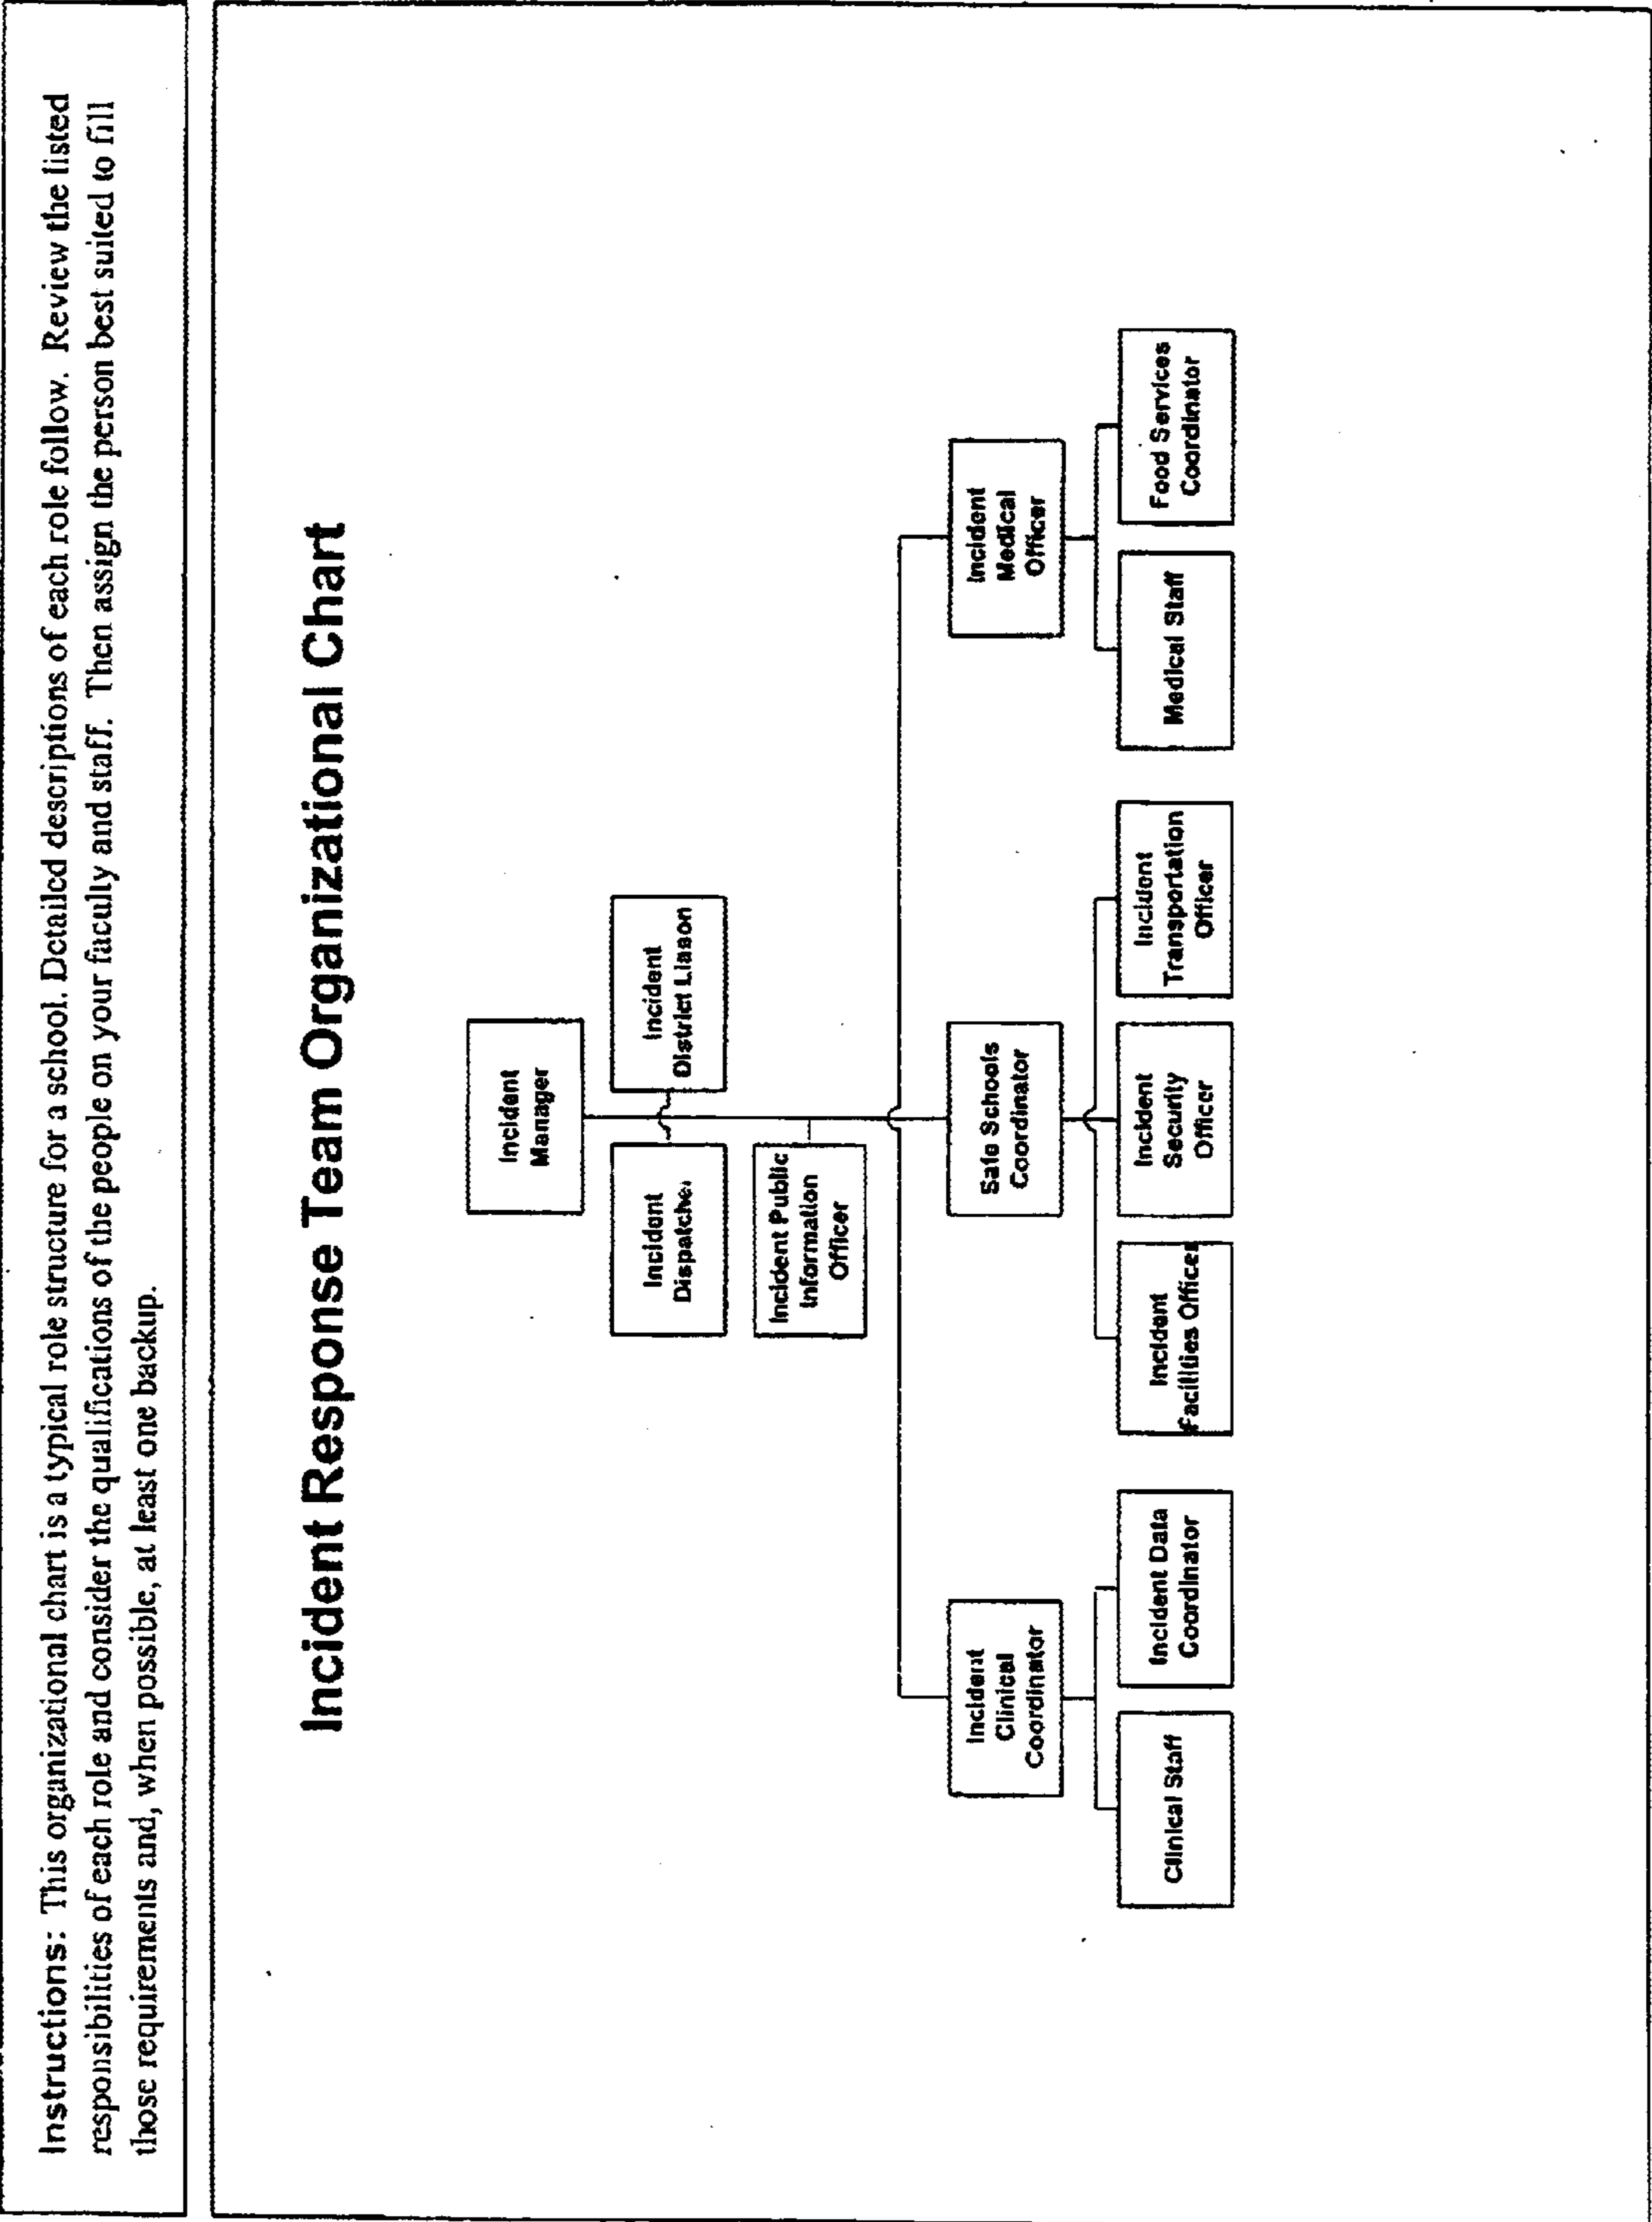 Instructions: This organizational chart is a typical role structure for a school. Detailed descriptions of each role follow. Review the listed
responsibilities of each role and consider the qualifications of the people on your faculty and staff. Then assign the person best suited to fill
those requirements and, when possible, at least one backup.
Incident Response Team Organizational Chart
Incident
Manager
Incident
Dispatcher
Incident
District Liason
Incident Public
Information
Officer
Incident
Clinical
Coordinator
Safe Schools
Coordinator
Incident
Medical
Officer
Clinical Staff
Incident Data
Coordinator
Incident
Facilities Officer
Incident
Security
Officer
Incident
Transportation
Officer
Medical Staff
Food Services
Coordinator